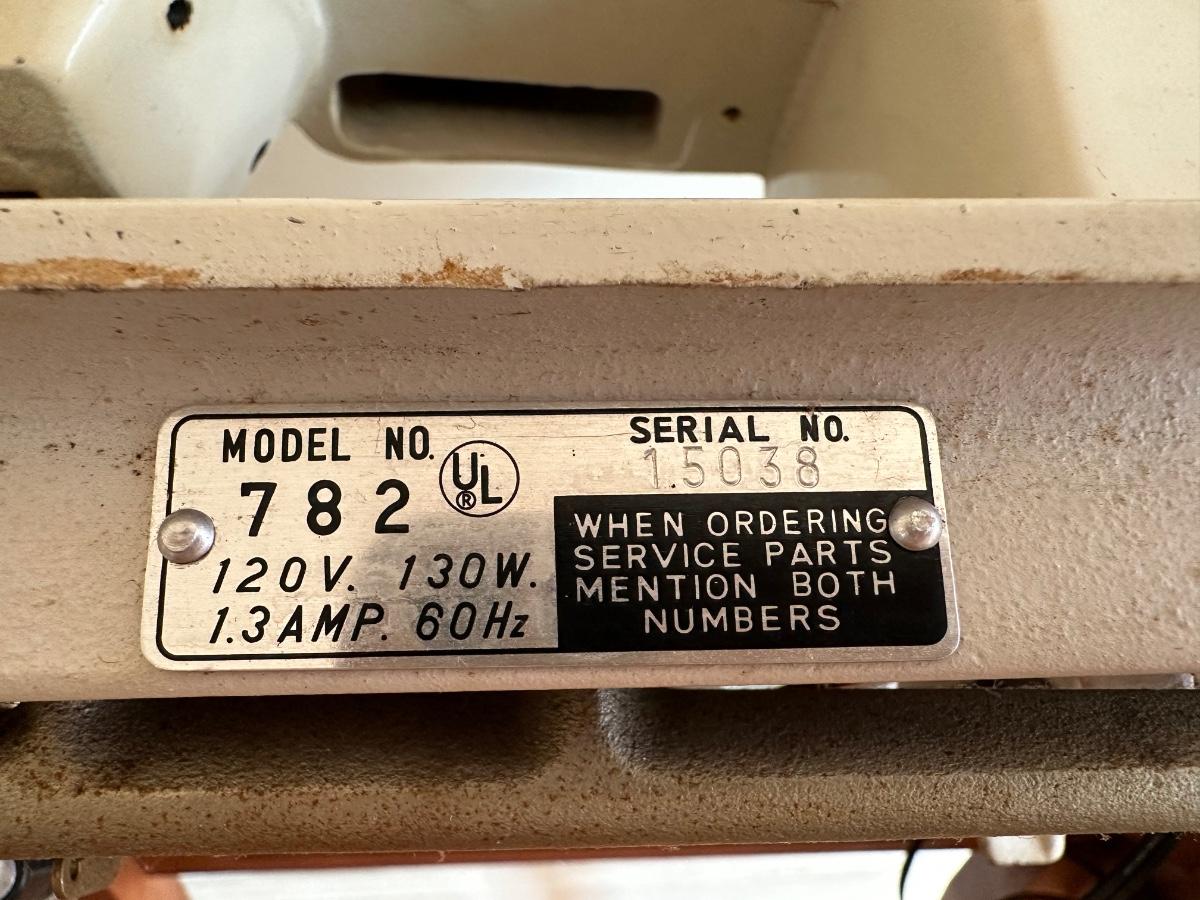 MODEL NO.
782
UL
®
120V. 130W.
1.3AMP. 60Hz
SERIAL NO.
15038
WHEN ORDERING
SERVICE PARTS
MENTION BOTH
NUMBERS